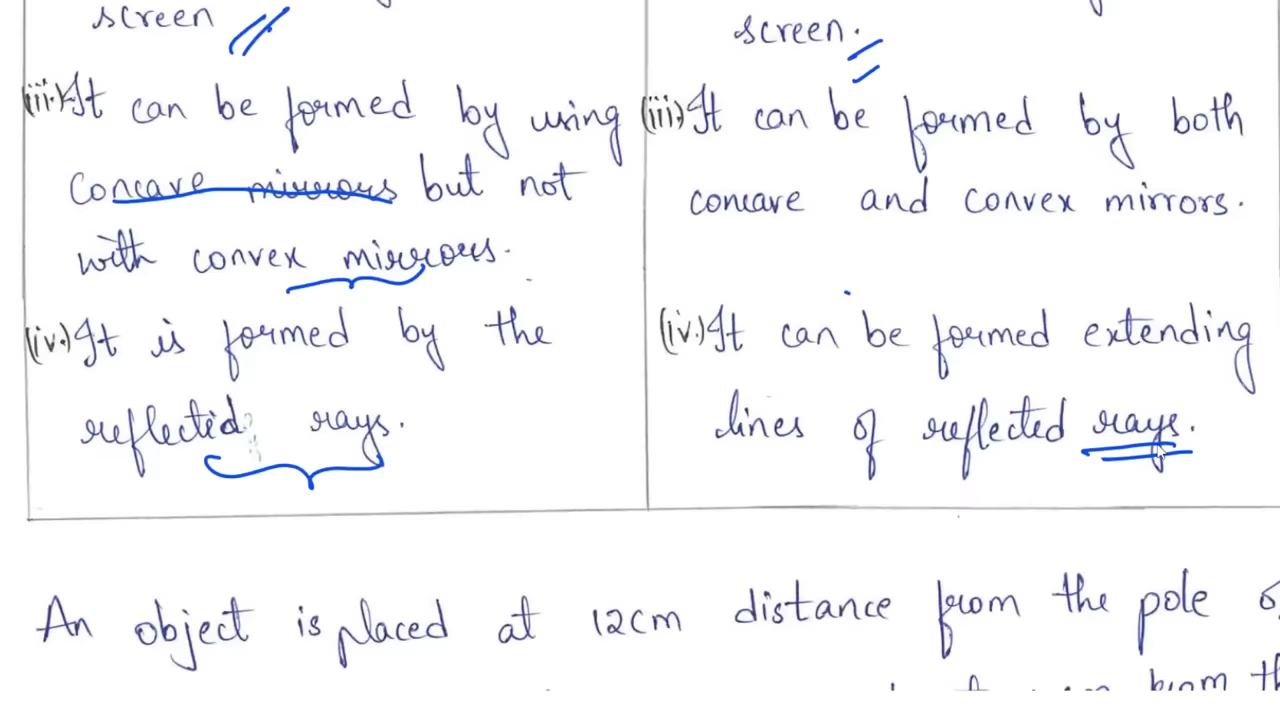 screen
(iii.) It can be formed by using
concave mirrors but not
with convex mirrors.
(iv.) It is formed by the
reflected rays.
screen.
(iii.) It can be formed by both
concave and convex mirrors.
(iv.) It can be formed extending
lines of reflected rays.
An object is placed at 12cm distance from the pole
from